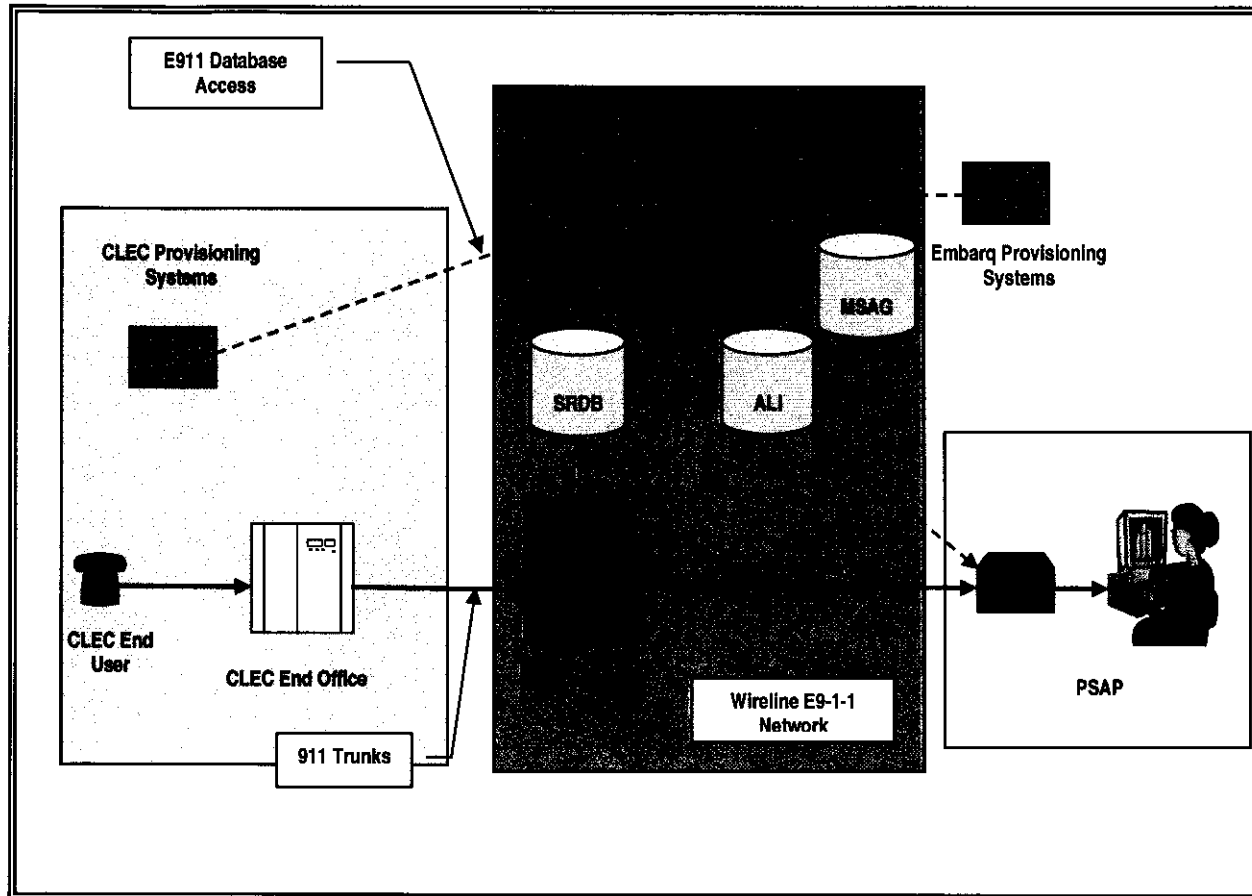 E911 Database
Access
CLEC Provisioning
Systems
Embarq Provisioning
Systems
MSAG
SRDB
ALI
CLEC End
User
CLEC End Office
PSAP
Wireline E9-1-1
Network
911 Trunks